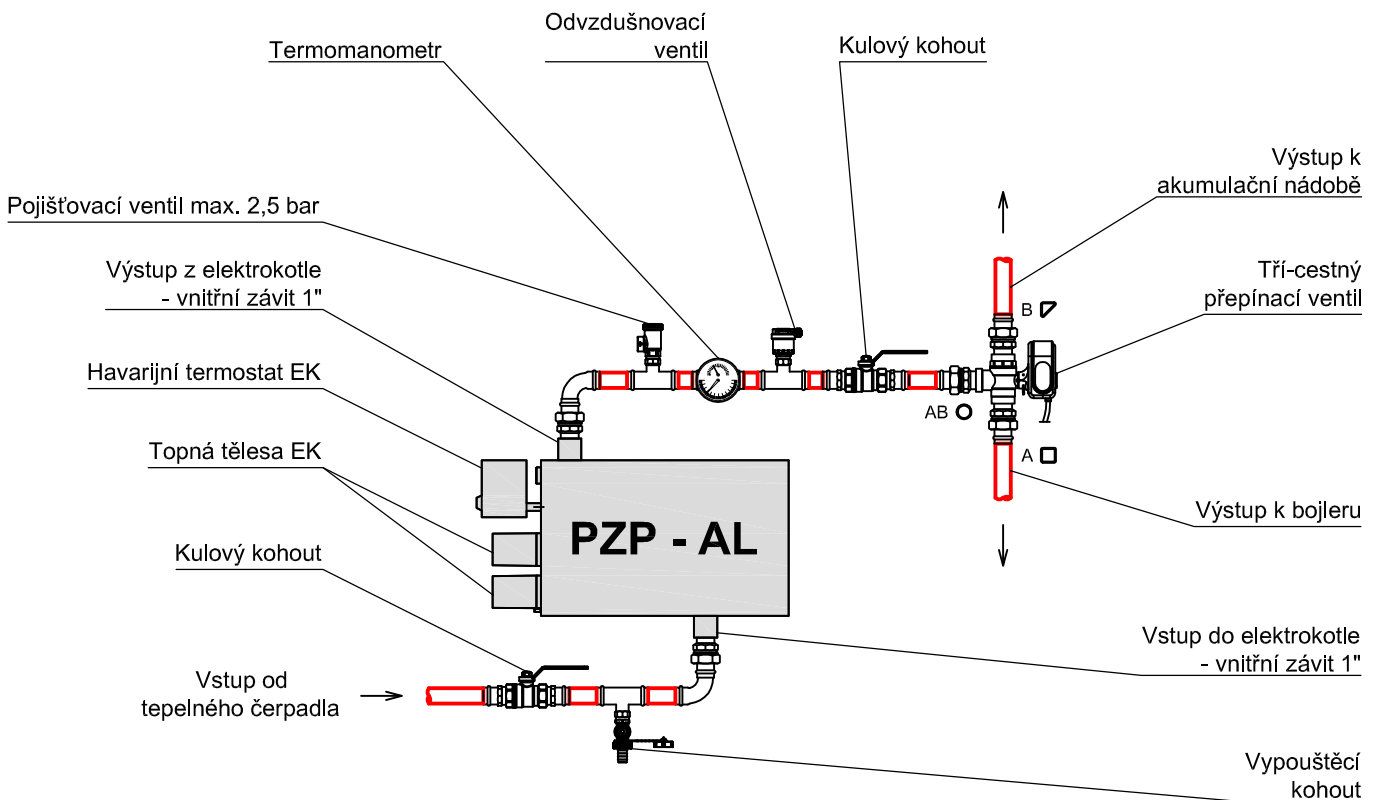 Odvzdušnovací
ventil
Termomanometr
Kulový kohout
Výstup k
akumulační nádobě
Pojišťovací ventil max. 2,5 bar
Výstup z elektrokotle
- vnitřní závit 1"
Tří-cestný
přepínací ventil
B
Havarijní termostat EK
AB
Topná tělesa EK
A
Výstup k bojleru
PZP - AL
Kulový kohout
Vstup do elektrokotle
- vnitřní závit 1"
Vstup od
tepelného čerpadla
Vypouštěcí
kohout